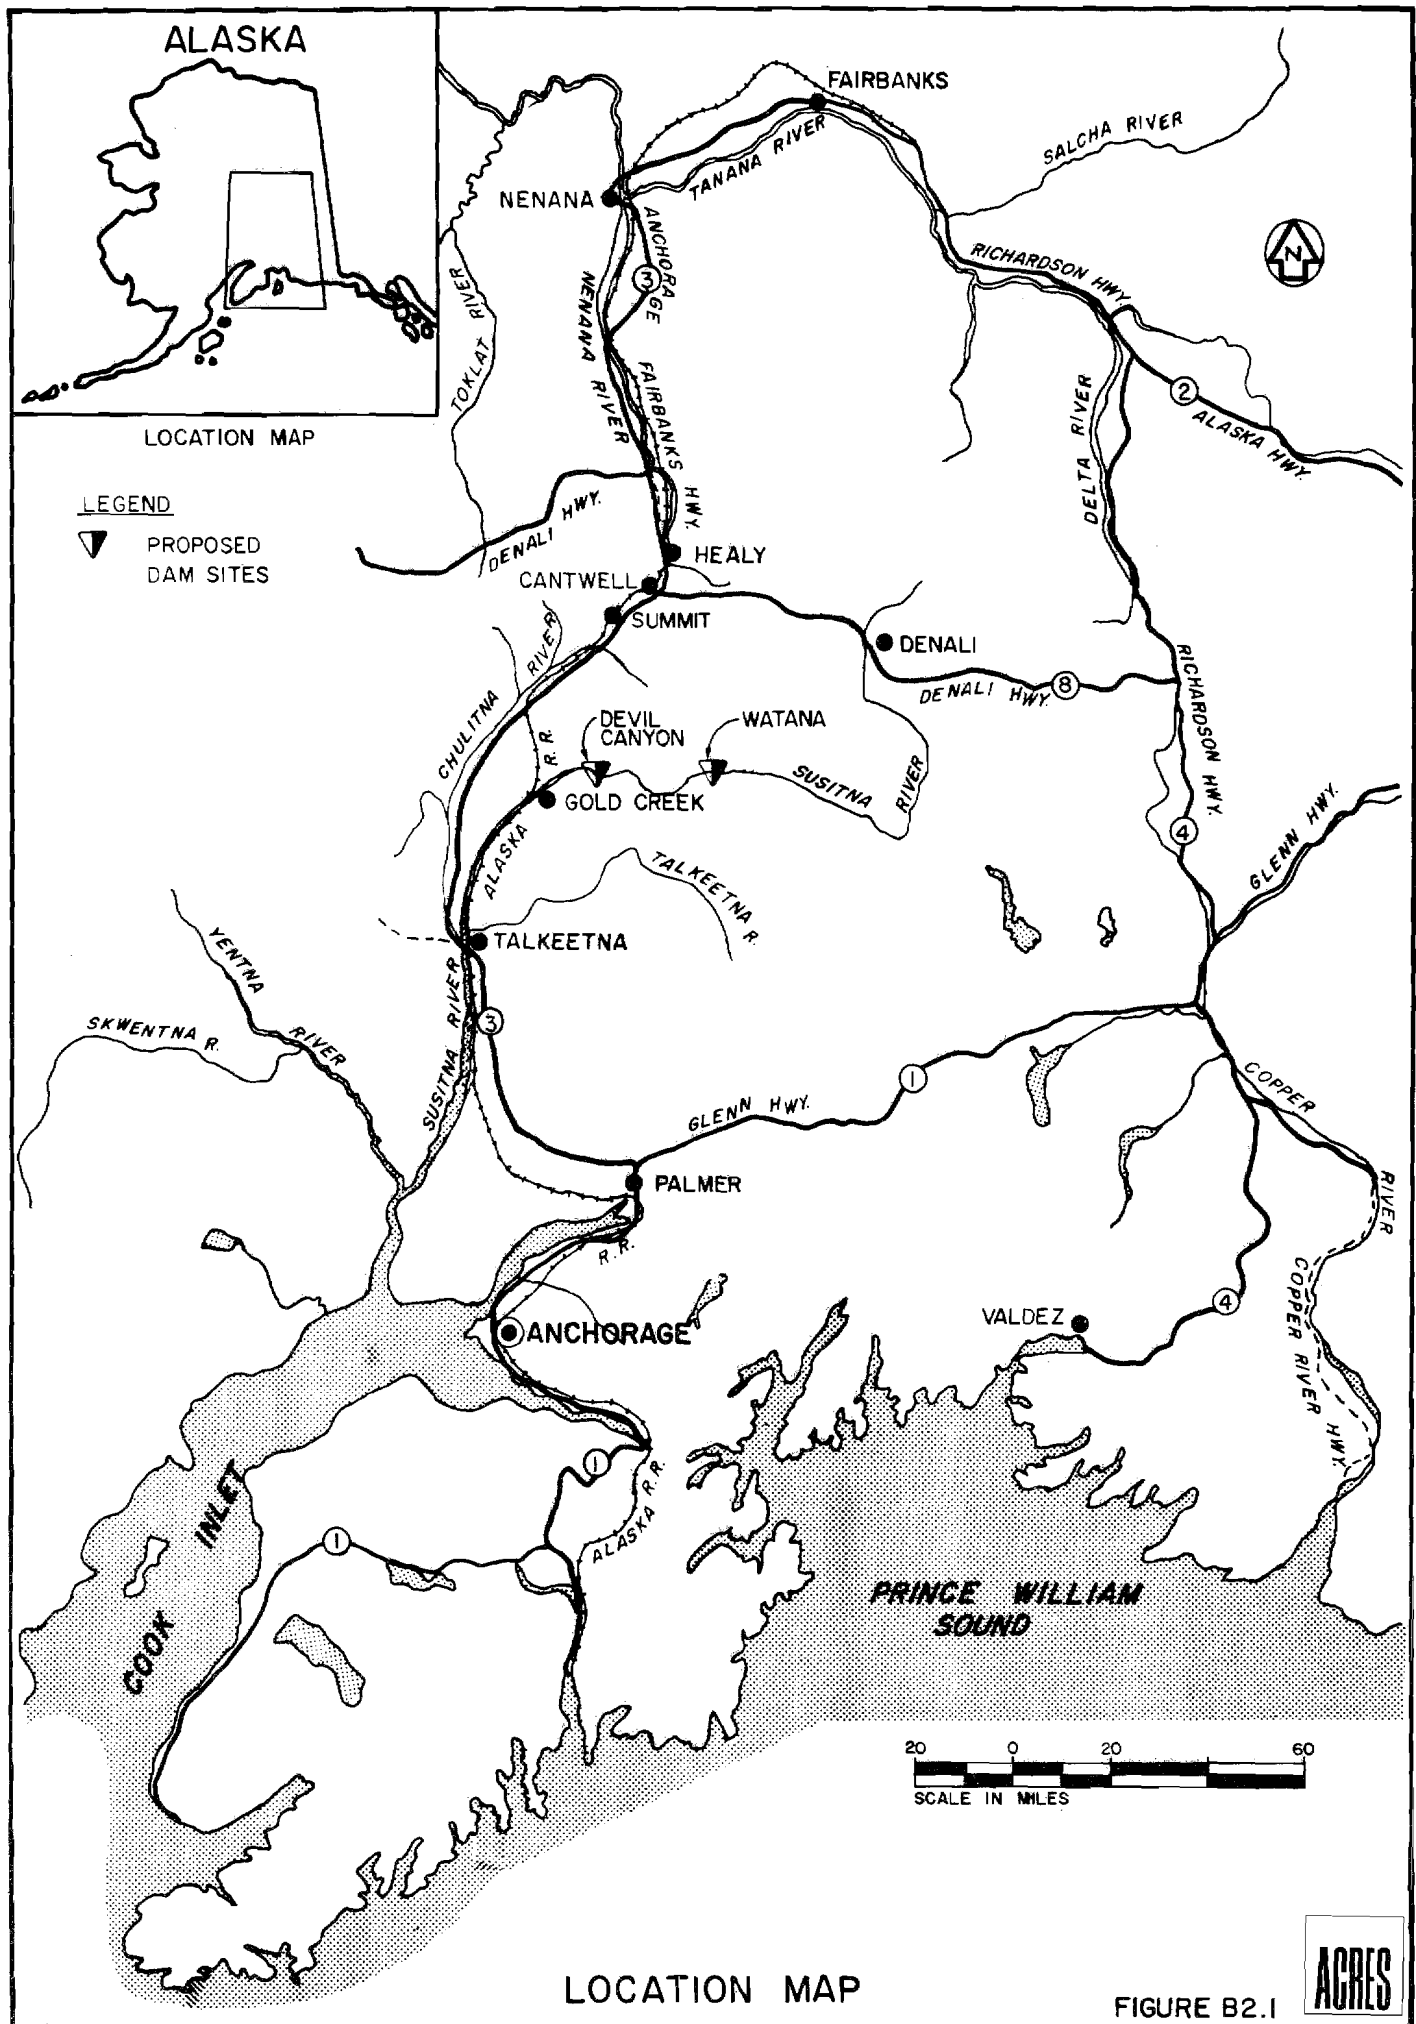 ALASKA
LOCATION MAP
LEGEND
PROPOSED
DAM SITES
FAIRBANKS
TANANA RIVER
SALCHA RIVER
NENANA
N
ANCHORAGE
3
RICHARDSON HWY.
TOKLAT RIVER
NENANA RIVER
FAIRBANKS HWY.
2
ALASKA HWY.
DELTA RIVER
DENALI HWY.
HEALY
CANTWELL
SUMMIT
DENALI
DENALI HWY.
8
RICHARDSON HWY.
CHULITNA RIVER
DEVIL
CANYON
WATANA
R. R.
SUSITNA RIVER
GOLD CREEK
ALASKA
4
GLENN HWY.
TALKEETNA R.
TALKEETNA
YENTNA RIVER
SKWENTNA R.
SUSITNA RIVER
3
1
GLENN HWY.
COPPER RIVER
PALMER
R.R.
COPPER RIVER HWY.
4
VALDEZ
ANCHORAGE
1
ALASKA R.R.
1
COOK INLET
PRINCE WILLIAM
SOUND
20 0 20 60
SCALE IN MILES
LOCATION MAP
FIGURE B2.1
ACRES